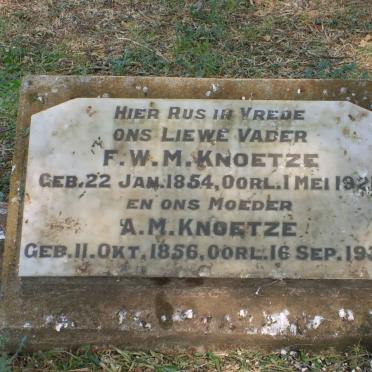 HIER RUS IN VREDE
ONS LIEWE VADER
F.W.M. KNOETZE
GEB. 22 JAN. 1854, OORL. 1 MEI 192
EN ONS MOEDER
A.M. KNOETZE
GEB. 11. OKT, 1856, OORL. 16 SEP. 193